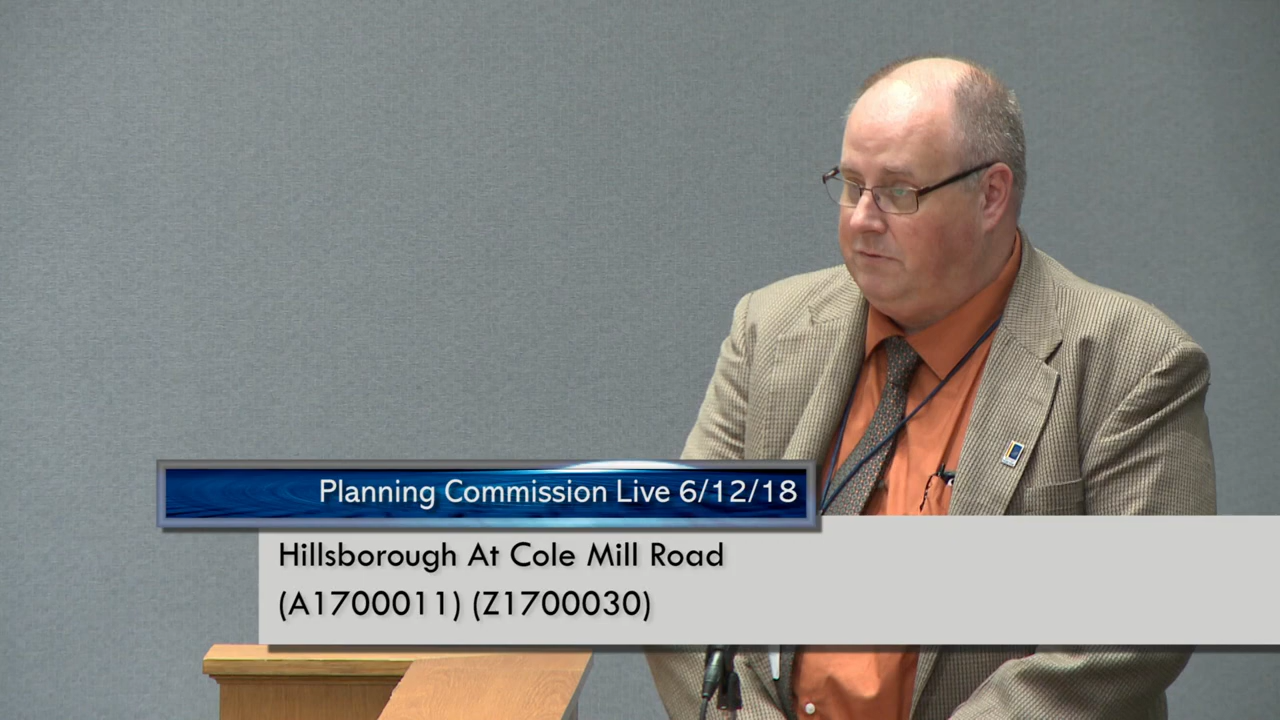 Planning Commission Live 6/12/18
Hillsborough At Cole Mill Road
(A1700011) (Z1700030)